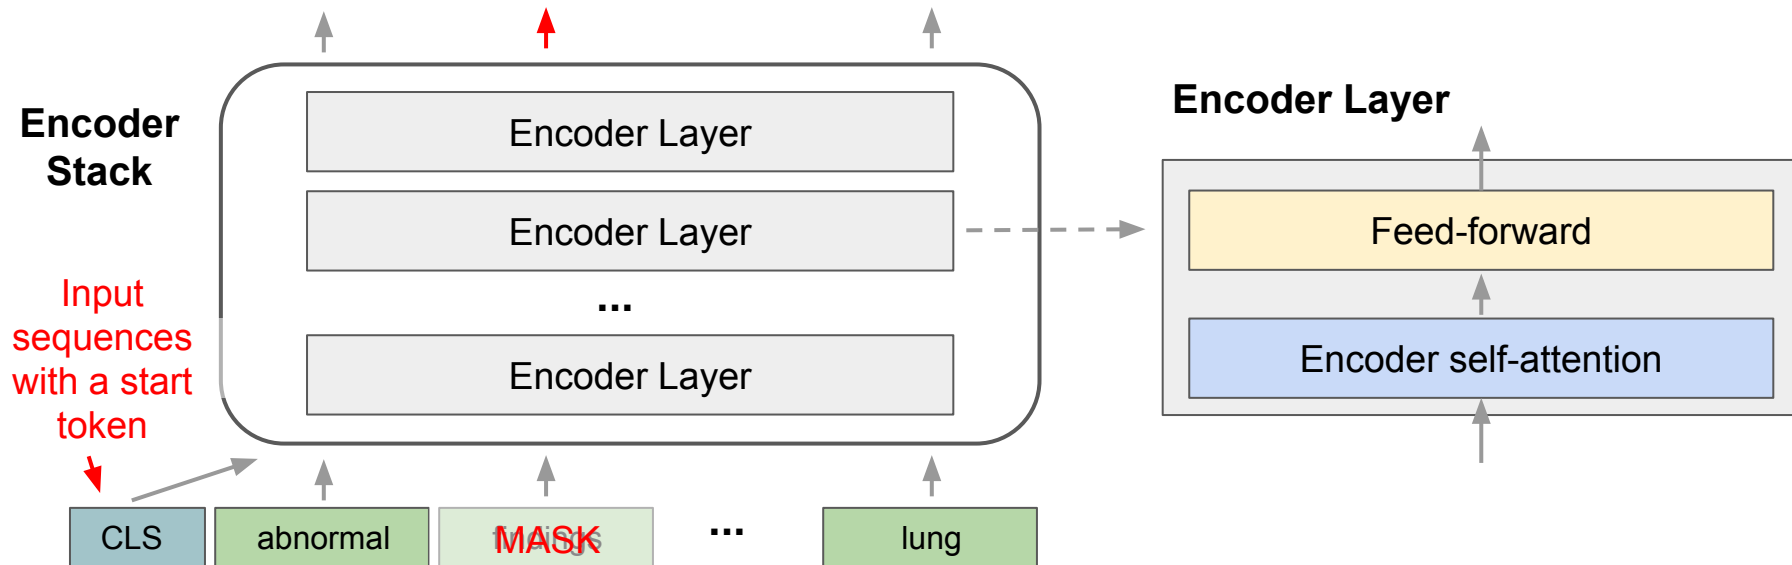 Encoder
Stack
Encoder Layer
Encoder Layer
...
Encoder Layer
Input
sequences
with a start
token
CLS
abnormal
findings
MASK
...
lung
Encoder Layer
Feed-forward
Encoder self-attention